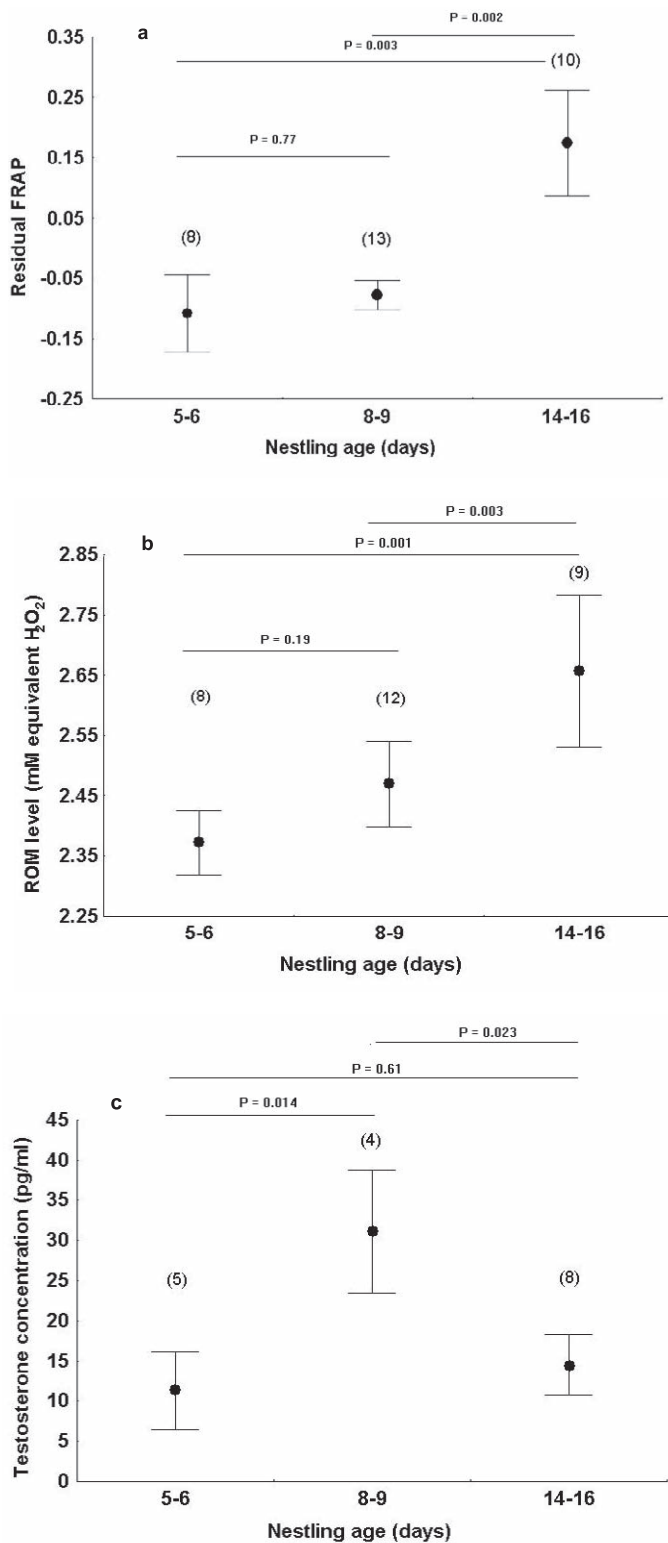 a
P = 0.002
P = 0.003
(10)
P = 0.77
(8)
(13)
0.35
0.25
0.15
0.05
-0.05
-0.15
-0.25
Residual FRAP
5-6
8-9
14-16
Nestling age (days)
P = 0.003
b
P = 0.001
(9)
P = 0.19
(8)
(12)
2.85
2.75
2.65
2.55
2.45
2.35
2.25
ROM level (mM equivalent H₂O₂)
5-6
8-9
14-16
Nestling age (days)
P = 0.023
P = 0.61
c
P = 0.014
(4)
(5)
(8)
45
40
35
30
25
20
15
10
5
0
Testosterone concentration (pg/ml)
5-6
8-9
14-16
Nestling age (days)